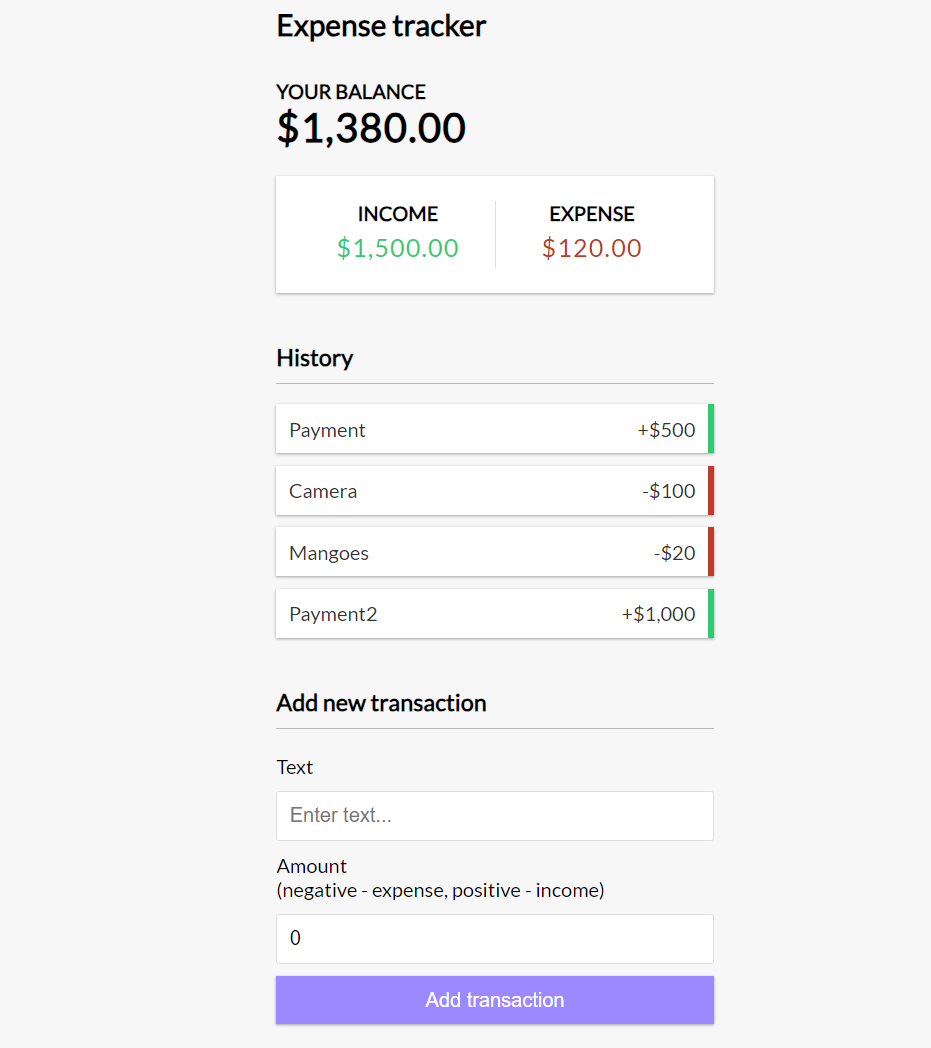 Expense tracker
YOUR BALANCE
$1,380.00
INCOME EXPENSE
$1,500.00 $120.00
History
Payment +$500
Camera -$100
Mangoes -$20
Payment2 +$1,000
Add new transaction
Text
Enter text...
Amount
(negative - expense, positive - income)
0
Add transaction